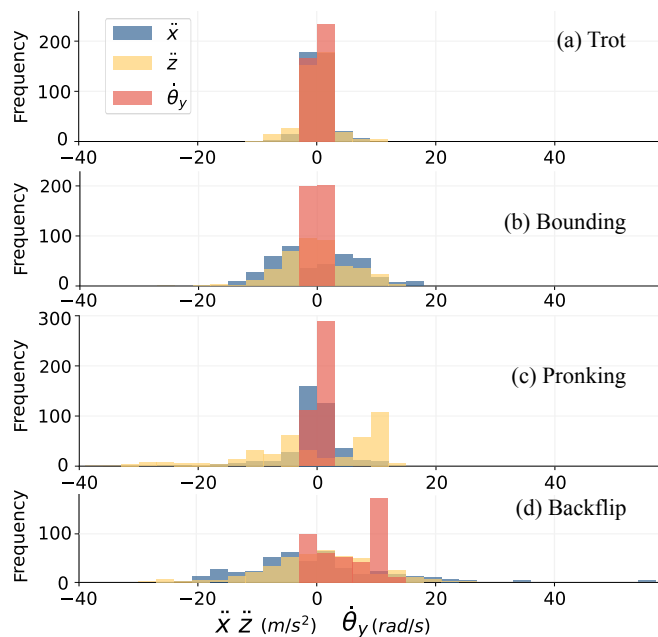 ẍ
z̈
θ̇_y
(a) Trot
Frequency
200
100
0
−40 −20 0 20 40
(b) Bounding
Frequency
200
100
0
−40 −20 0 20 40
(c) Pronking
Frequency
300
200
100
0
−40 −20 0 20 40
(d) Backflip
Frequency
100
0
−40 −20 0 20 40
ẍ z̈ (m/s²) θ̇_y (rad/s)